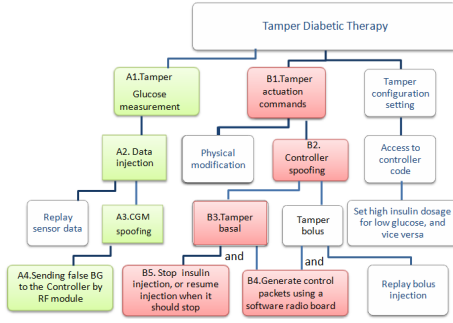 Tamper Diabetic Therapy
A1.Tamper
Glucose
measurement
B1.Tamper
actuation
commands
Tamper
configuration
setting
A2. Data
injection
Physical
modification
B2.
Controller
spoofing
Access to
controller
code
Replay
sensor data
A3.CGM
spoofing
B3.Tamper
basal
Tamper
bolus
Set high insulin dosage
for low glucose, and
vice versa
and
and
A4.Sending false BG
to the Controller by
RF module
B5. Stop insulin
injection, or resume
injection when it
should stop
B4.Generate control
packets using a
software radio board
Replay bolus
injection